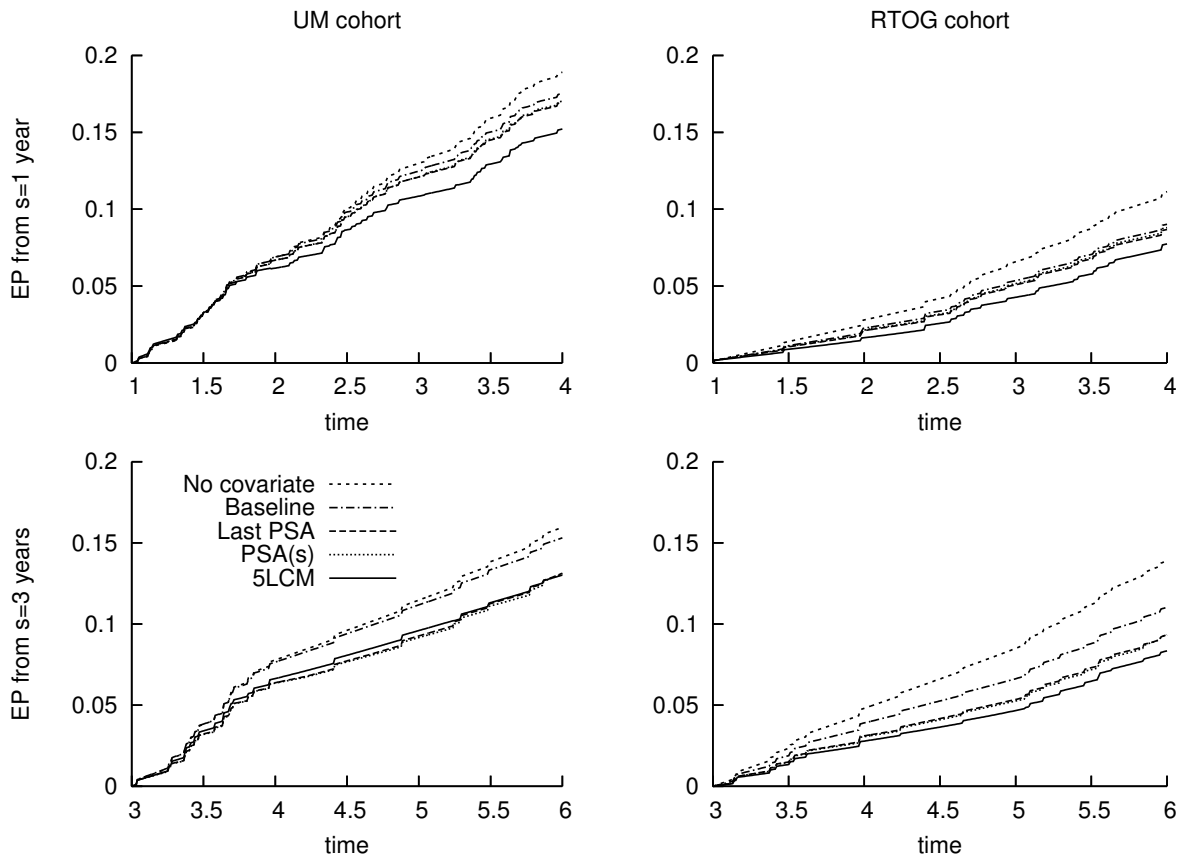 UM cohort
RTOG cohort
EP from s=1 year
0.2
0.15
0.1
0.05
0
1 1.5 2 2.5 3 3.5 4
time
0.2
0.15
0.1
0.05
0
1 1.5 2 2.5 3 3.5 4
time
EP from s=3 years
0.2
0.15
0.1
0.05
0
3 3.5 4 4.5 5 5.5 6
time
No covariate
Baseline
Last PSA
PSA(s)
5LCM
0.2
0.15
0.1
0.05
0
3 3.5 4 4.5 5 5.5 6
time